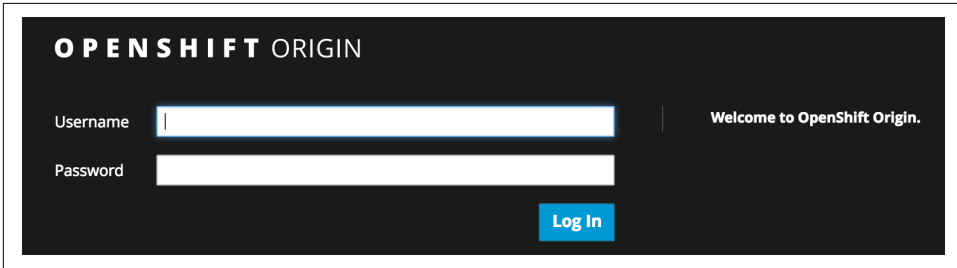 OPENSHIFT ORIGIN
Username
Welcome to OpenShift Origin.
Password
Log In